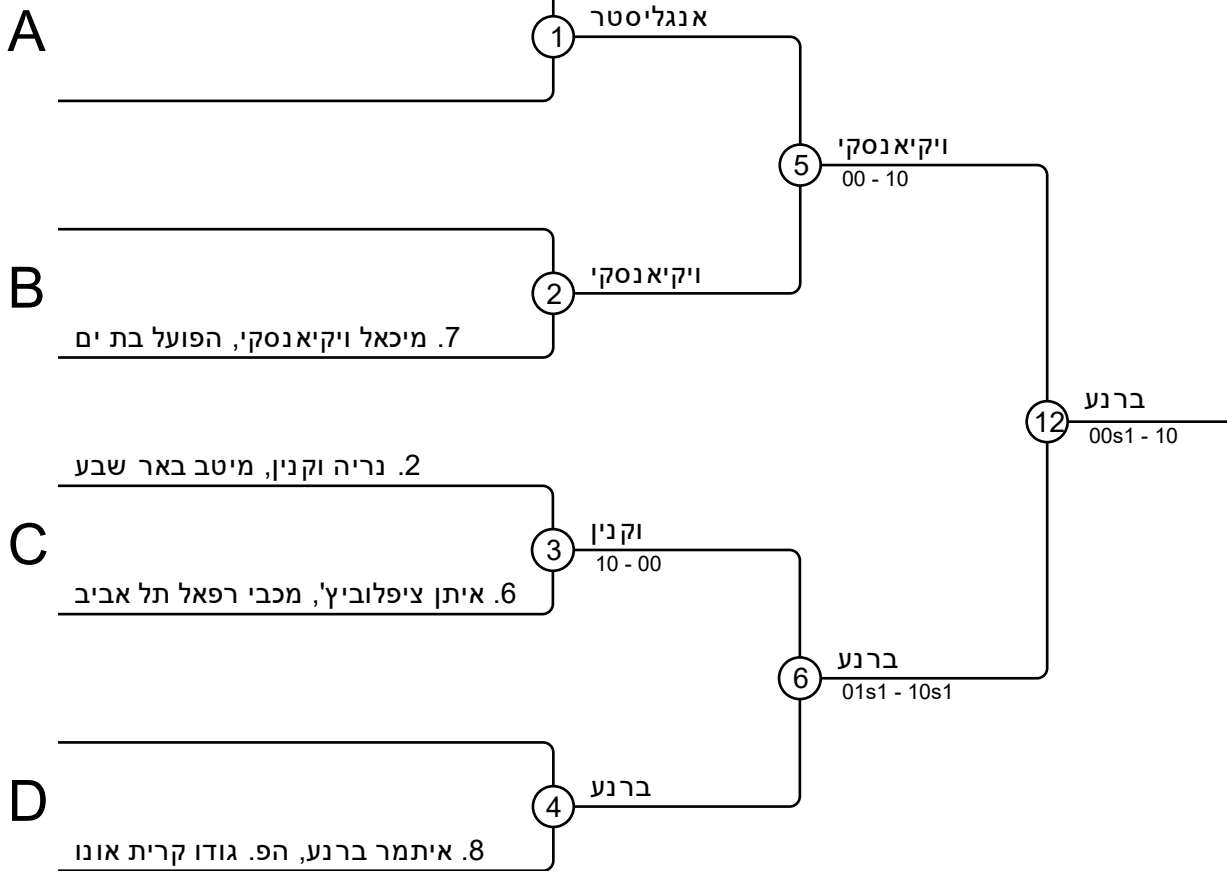 A
1
אנגליסטר
5
ויקיאנסקי
00 - 10
B
2
ויקיאנסקי
7. מיכאל ויקיאנסקי, הפועל בת ים
12
ברנע
00s1 - 10
2. נריה וקנין, מיטב באר שבע
C
3
וקנין
10 - 00
6. איתן ציפלוביץ', מכבי רפאל תל אביב
6
ברנע
01s1 - 10s1
D
4
ברנע
8. איתמר ברנע, הפ. גודו קרית אונו